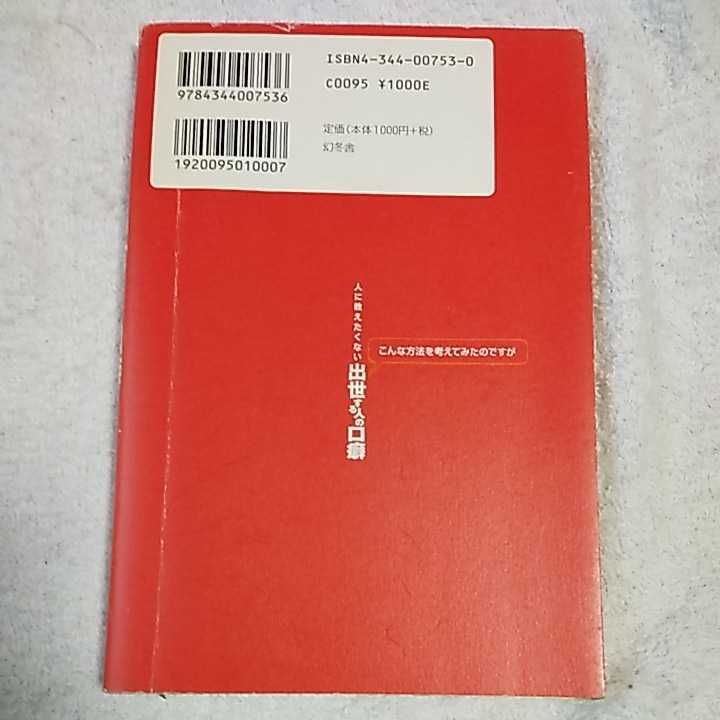 ISBN4-344-00753-0
C0095 ¥1000E
9784344007536
定価(本体1000円+税)
幻冬舎
1920095010007
人に教えたくない
出世する人の口癖
こんな方法を考えてみたのですが